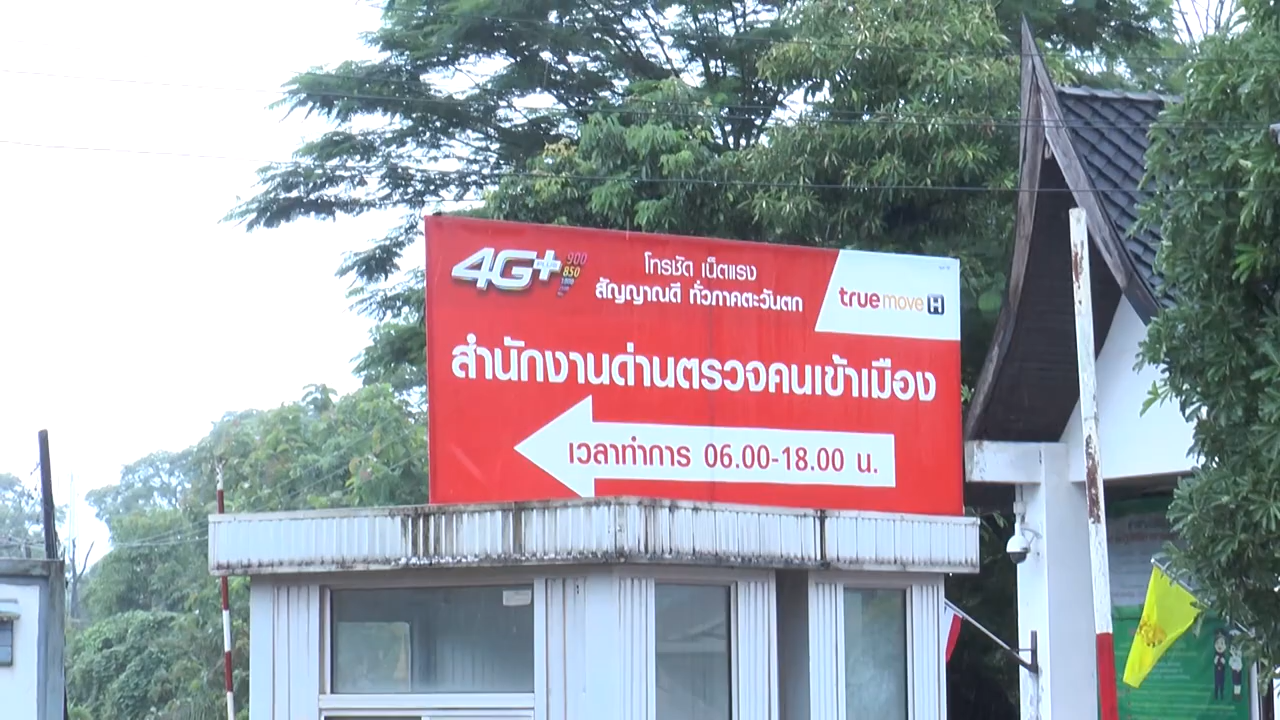 4G+
PLUS
900
850
1800
โทรชัด เน็ตแรง
สัญญาณดี ทั่วภาคตะวันตก
truemove H
สำนักงานด่านตรวจคนเข้าเมือง
เวลาทำการ 06.00-18.00 น.